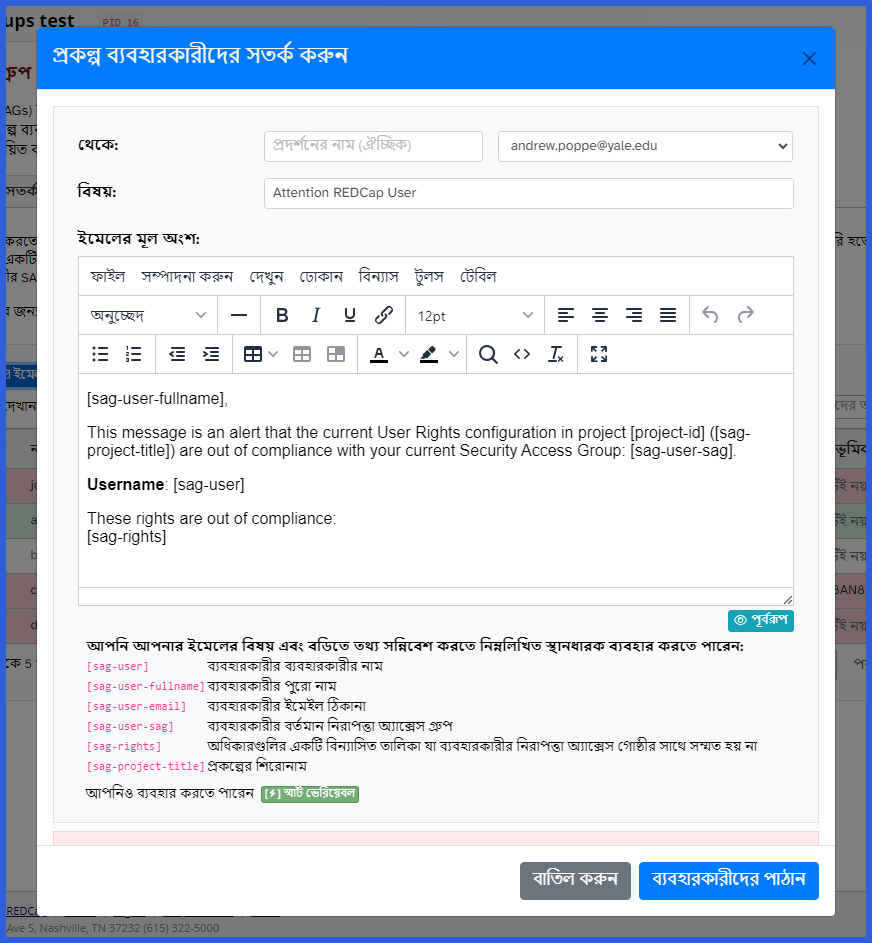 ups test PID 16
প্রকল্প ব্যবহারকারীদের সতর্ক করুন
থেকে: প্রদর্শনের নাম (ঐচ্ছিক) andrew.poppe@yale.edu
বিষয়: Attention REDCap User
ইমেলের মূল অংশ:
ফাইল সম্পাদনা করুন দেখুন ঢোকান বিন্যাস টুলস টেবিল
অনুচ্ছেদ B I U 12pt
A
[sag-user-fullname],
This message is an alert that the current User Rights configuration in project [project-id] ([sag-
project-title]) are out of compliance with your current Security Access Group: [sag-user-sag].
Username: [sag-user]
These rights are out of compliance:
[sag-rights]
পূর্বরূপ
আপনি আপনার ইমেলের বিষয় এবং বডিতে তথ্য সন্নিবেশ করতে নিম্নলিখিত স্থানধারক ব্যবহার করতে পারেন:
[sag-user] ব্যবহারকারীর ব্যবহারকারীর নাম
[sag-user-fullname] ব্যবহারকারীর পুরো নাম
[sag-user-email] ব্যবহারকারীর ইমেইল ঠিকানা
[sag-user-sag] ব্যবহারকারীর বর্তমান নিরাপত্তা অ্যাক্সেস গ্রুপ
[sag-rights] অধিকারগুলির একটি বিন্যাসিত তালিকা যা ব্যবহারকারীর নিরাপত্তা অ্যাক্সেস গোষ্ঠীর সাথে সম্মত হয় না
[sag-project-title] প্রকল্পের শিরোনাম
আপনিও ব্যবহার করতে পারেন স্মার্ট ভেরিয়েবল
বাতিল করুন ব্যবহারকারীদের পাঠান
Ave S, Nashville, TN 37232 (615) 322-5000